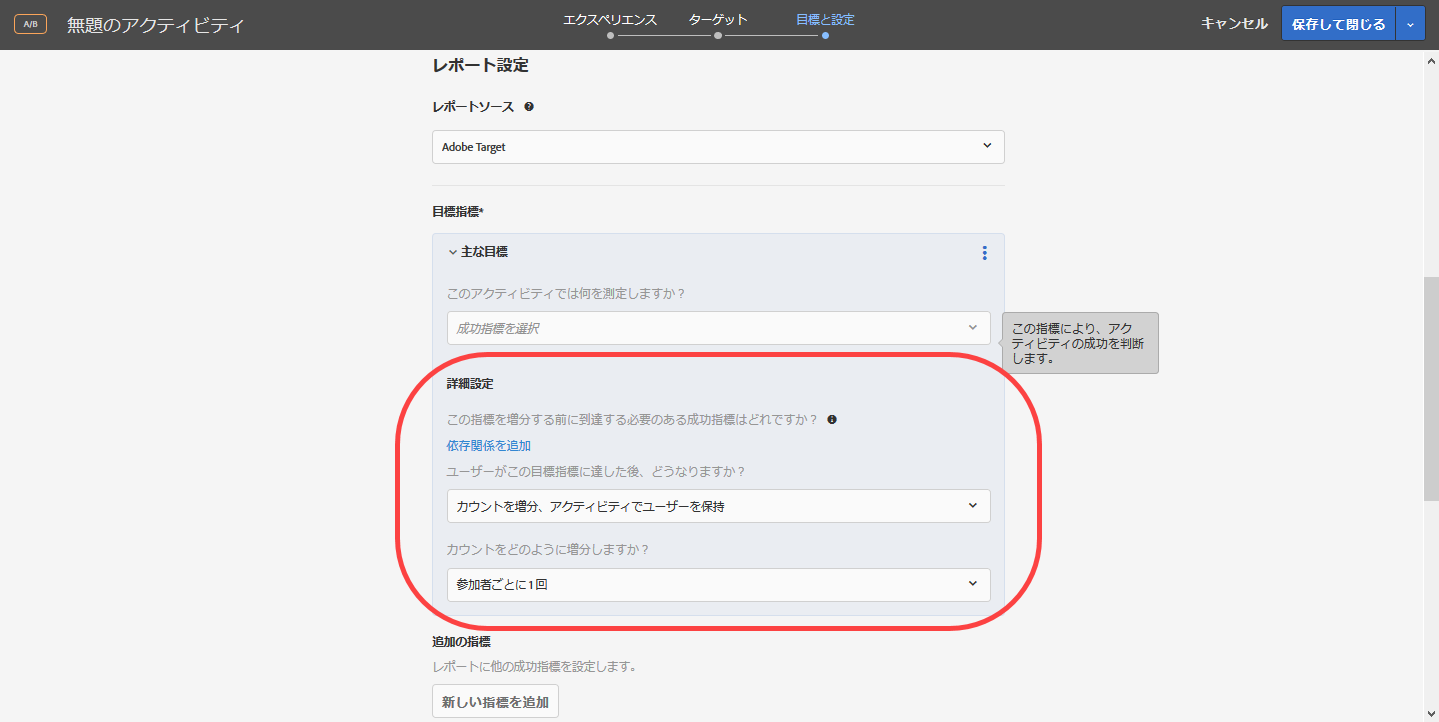 A/B
無題のアクティビティ
エクスペリエンス
ターゲット
目標と設定
キャンセル
保存して閉じる
レポート設定
レポートソース
Adobe Target
目標指標*
主な目標
このアクティビティでは何を測定しますか？
成功指標を選択
この指標により、アク
ティビティの成功を判断
します。
詳細設定
この指標を増分する前に到達する必要のある成功指標はどれですか？
依存関係を追加
ユーザーがこの目標指標に達した後、どうなりますか？
カウントを増分、アクティビティでユーザーを保持
カウントをどのように増分しますか？
参加者ごとに1回
追加の指標
レポートに他の成功指標を設定します。
新しい指標を追加